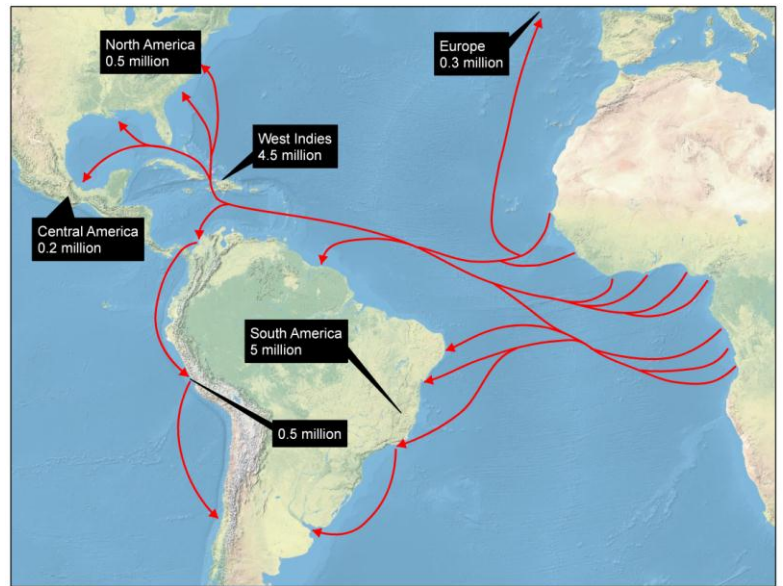 North America
0.5 million
Europe
0.3 million
West Indies
4.5 million
Central America
0.2 million
South America
5 million
0.5 million